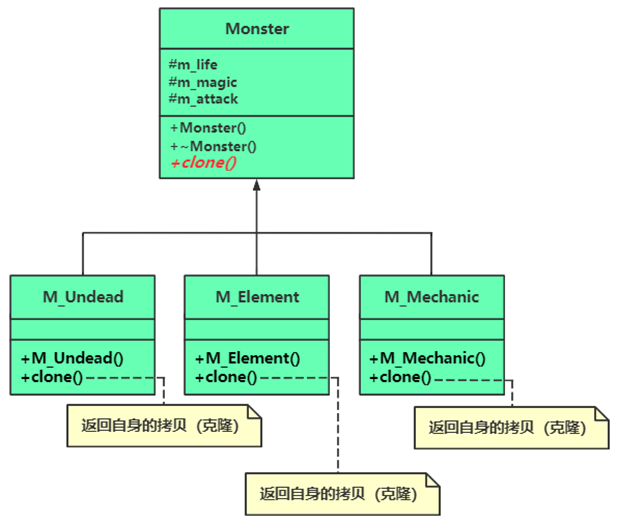 Monster
#m_life
#m_magic
#m_attack
+Monster()
+~Monster()
+clone()
M_Undead
+M_Undead()
+clone()
M_Element
+M_Element()
+clone()
M_Mechanic
+M_Mechanic()
+clone()
返回自身的拷贝（克隆）
返回自身的拷贝（克隆）
返回自身的拷贝（克隆）